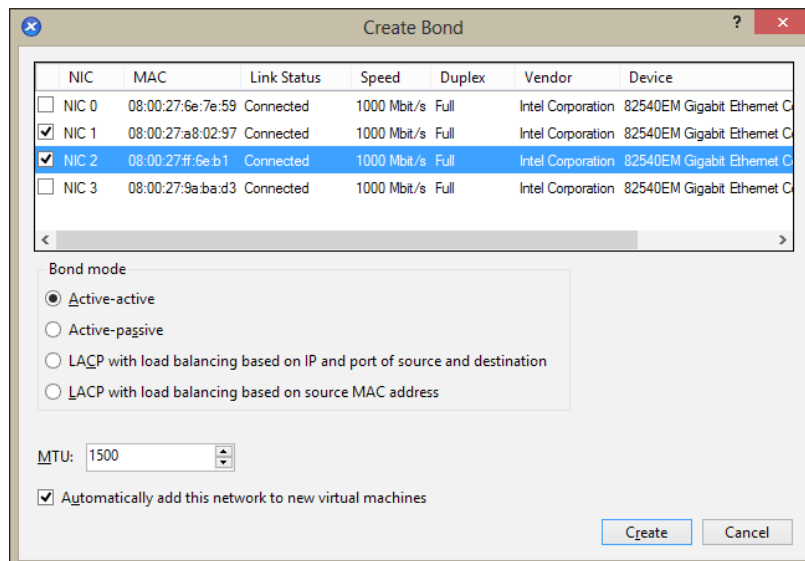 Create Bond
NIC MAC Link Status Speed Duplex Vendor Device
NIC 0 08:00:27:6e:7e:59 Connected 1000 Mbit/s Full Intel Corporation 82540EM Gigabit Ethernet
NIC 1 08:00:27:a8:02:97 Connected 1000 Mbit/s Full Intel Corporation 82540EM Gigabit Ethernet
NIC 2 08:00:27:ff:6e:b1 Connected 1000 Mbit/s Full Intel Corporation 82540EM Gigabit Ethernet
NIC 3 08:00:27:9a:ba:d3 Connected 1000 Mbit/s Full Intel Corporation 82540EM Gigabit Ethernet
Bond mode
Active-active
Active-passive
LACP with load balancing based on IP and port of source and destination
LACP with load balancing based on source MAC address
MTU: 1500
Automatically add this network to new virtual machines
Create Cancel